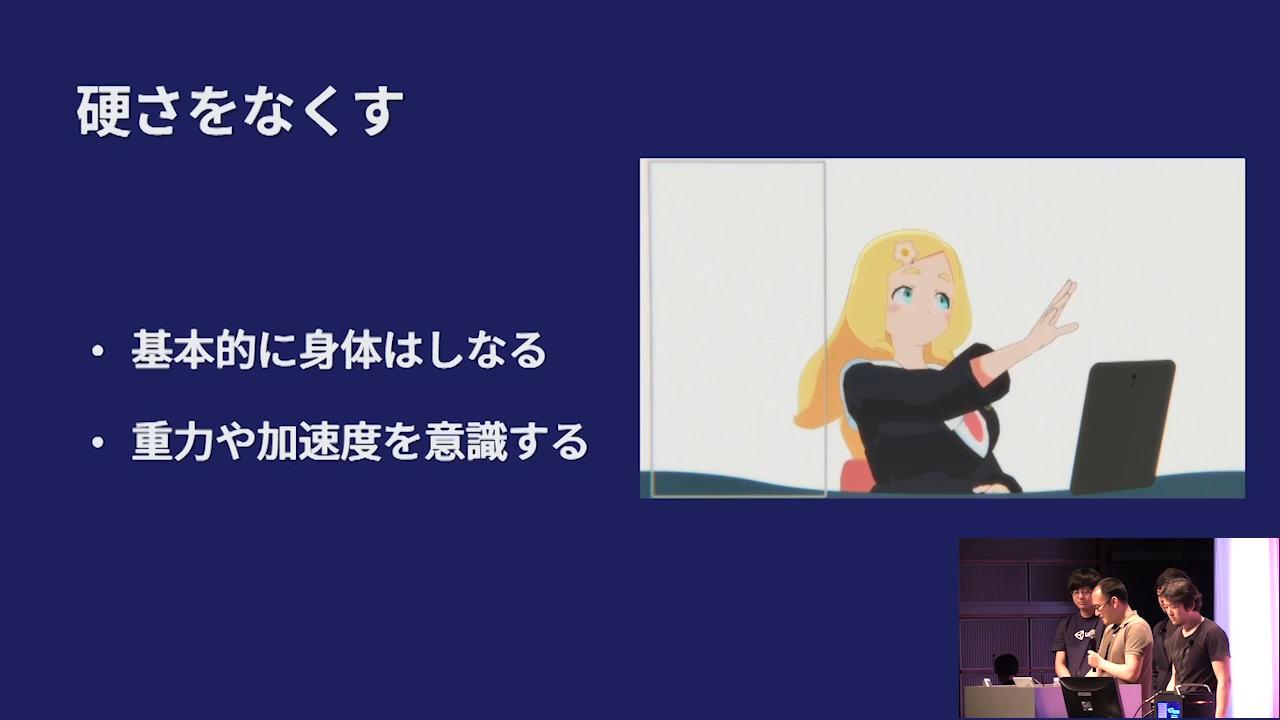 硬さをなくす
• 基本的に身体はしなる
• 重力や加速度を意識する